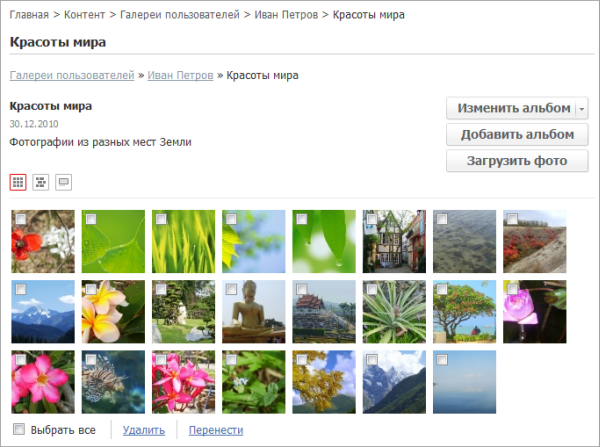 Главная > Контент > Галереи пользователей > Иван Петров > Красоты мира
Красоты мира
Галереи пользователей » Иван Петров » Красоты мира
Красоты мира
30.12.2010
Фотографии из разных мест Земли
Изменить альбом
Добавить альбом
Загрузить фото
Выбрать все
Удалить
Перенести